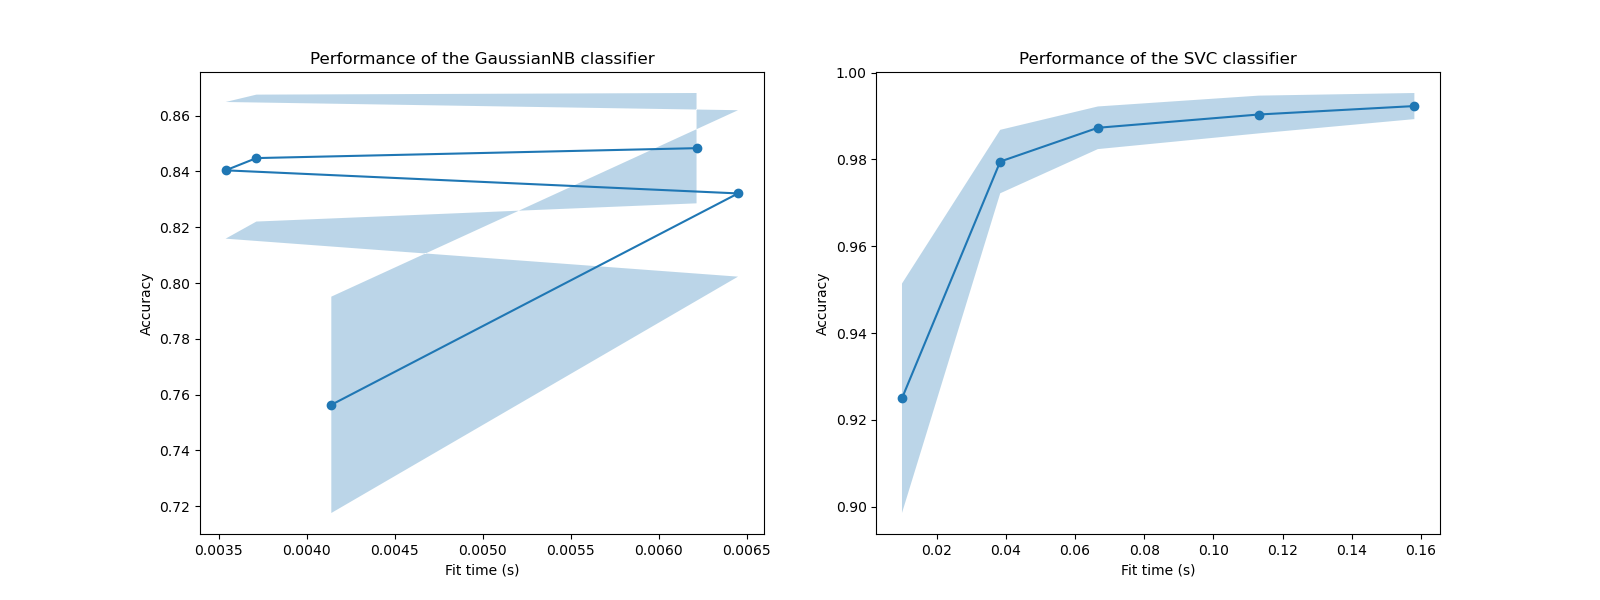 Performance of the GaussianNB classifier
0.86
0.84
0.82
0.80
0.78
0.76
0.74
0.72
Accuracy
0.0035 0.0040 0.0045 0.0050 0.0055 0.0060 0.0065
Fit time (s)
Performance of the SVC classifier
1.00
0.98
0.96
0.94
0.92
0.90
Accuracy
0.02 0.04 0.06 0.08 0.10 0.12 0.14 0.16
Fit time (s)